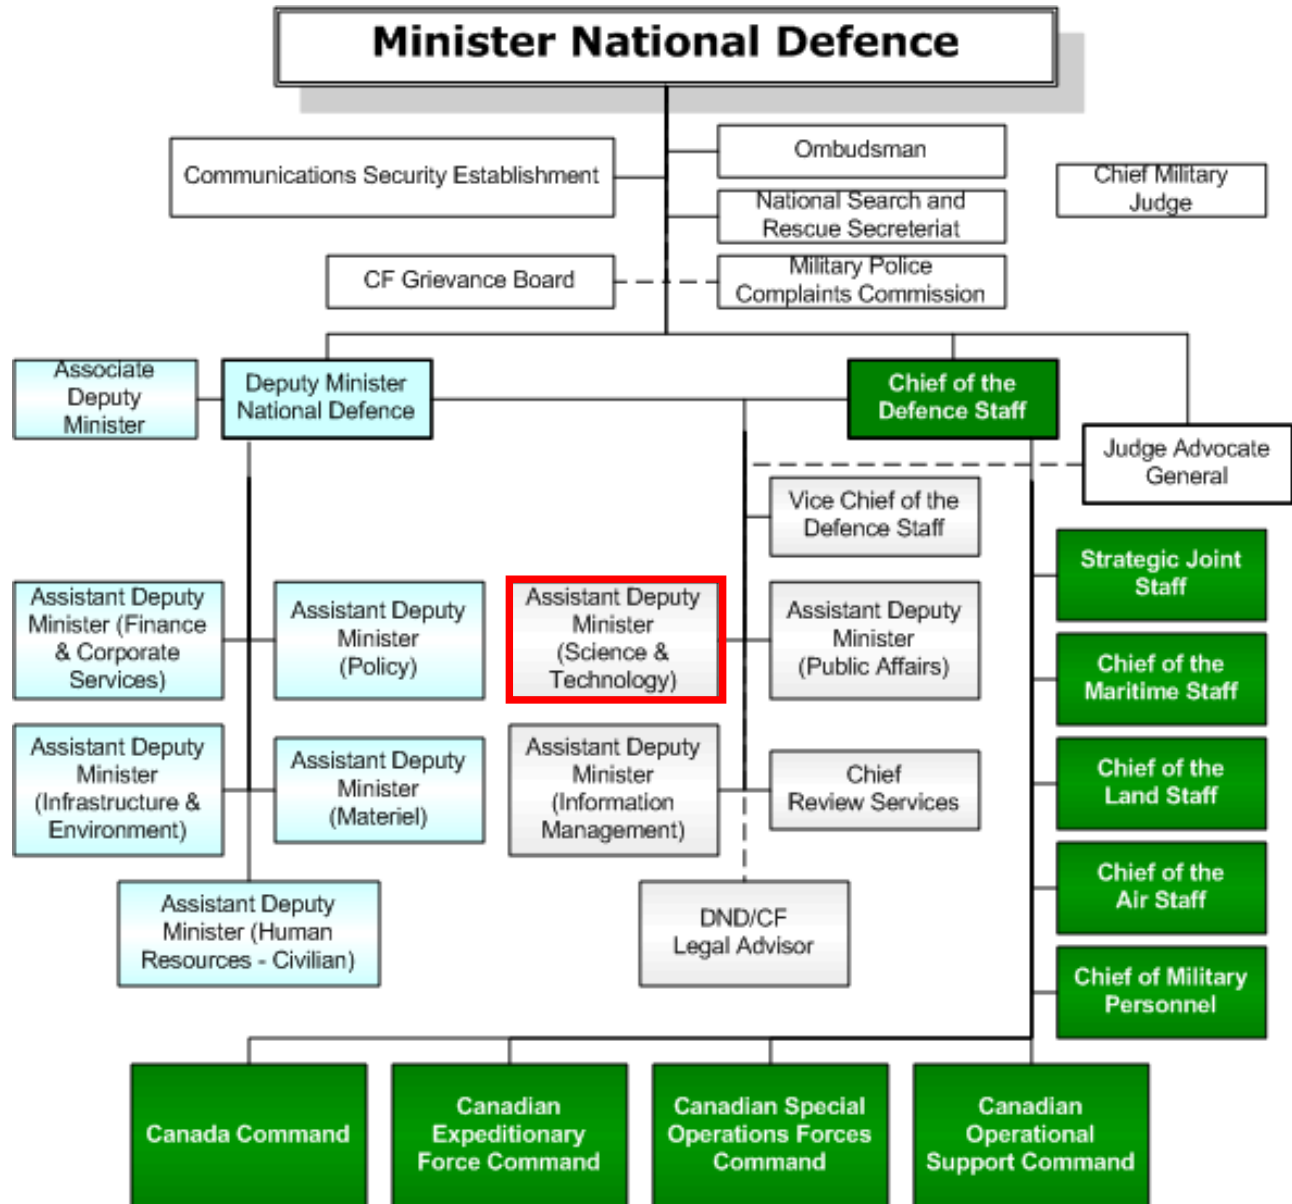 Minister National Defence
Communications Security Establishment
Ombudsman
Chief Military
Judge
National Search and
Rescue Secreteriat
CF Grievance Board
Military Police
Complaints Commission
Associate
Deputy
Minister
Deputy Minister
National Defence
Chief of the
Defence Staff
Judge Advocate
General
Vice Chief of the
Defence Staff
Strategic Joint
Staff
Assistant Deputy
Minister (Finance
& Corporate
Services)
Assistant Deputy
Minister
(Policy)
Assistant Deputy
Minister
(Science &
Technology)
Assistant Deputy
Minister
(Public Affairs)
Chief of the
Maritime Staff
Assistant Deputy
Minister
(Infrastructure &
Environment)
Assistant Deputy
Minister
(Materiel)
Assistant Deputy
Minister
(Information
Management)
Chief
Review Services
Chief of the
Land Staff
Chief of the
Air Staff
Assistant Deputy
Minister (Human
Resources - Civilian)
DND/CF
Legal Advisor
Chief of Military
Personnel
Canada Command
Canadian
Expeditionary
Force Command
Canadian Special
Operations Forces
Command
Canadian
Operational
Support Command